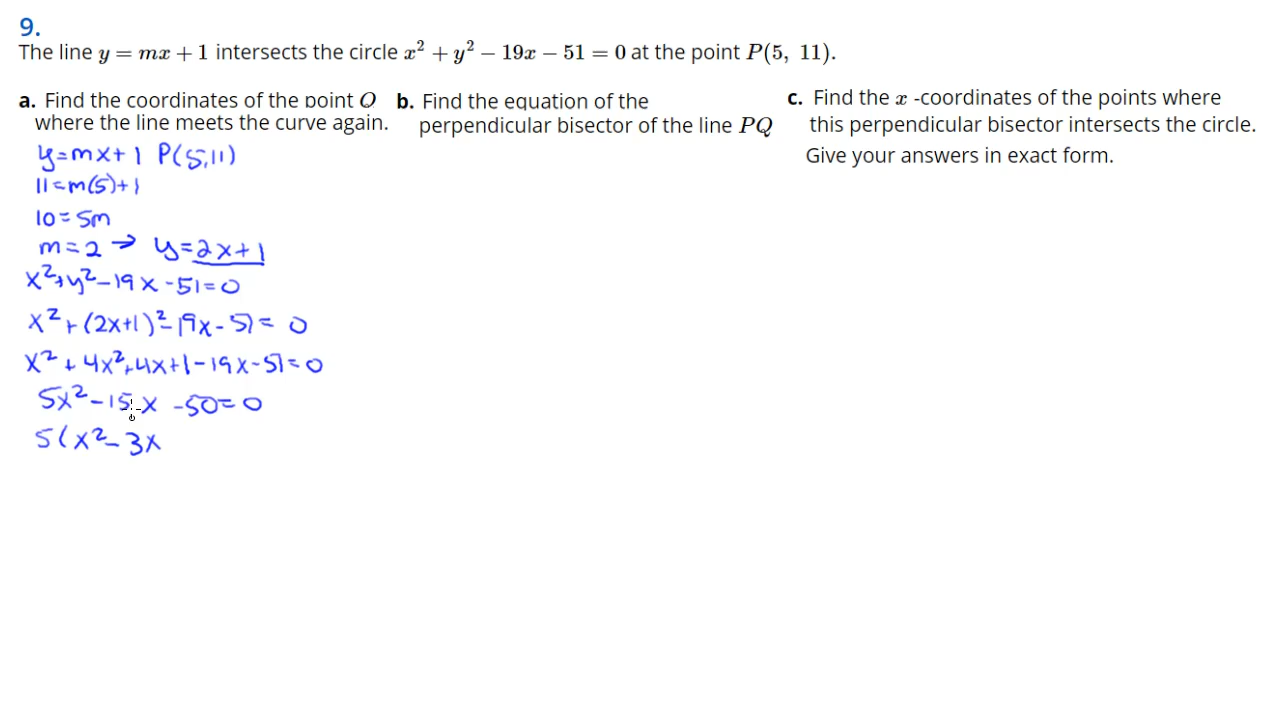 9.
The line y = mx + 1 intersects the circle x² + y² − 19x − 51 = 0 at the point P(5, 11).
a. Find the coordinates of the point Q
where the line meets the curve again.
y=mx+1 P(5,11)
11=m(5)+1
10=5m
m=2 → y=2x+1
x²+y²-19x-51=0
x²+(2x+1)²-19x-51=0
x²+4x²+4x+1-19x-51=0
5x²-15x-50=0
5(x²-3x
b. Find the equation of the
perpendicular bisector of the line PQ
c. Find the x -coordinates of the points where
this perpendicular bisector intersects the circle.
Give your answers in exact form.